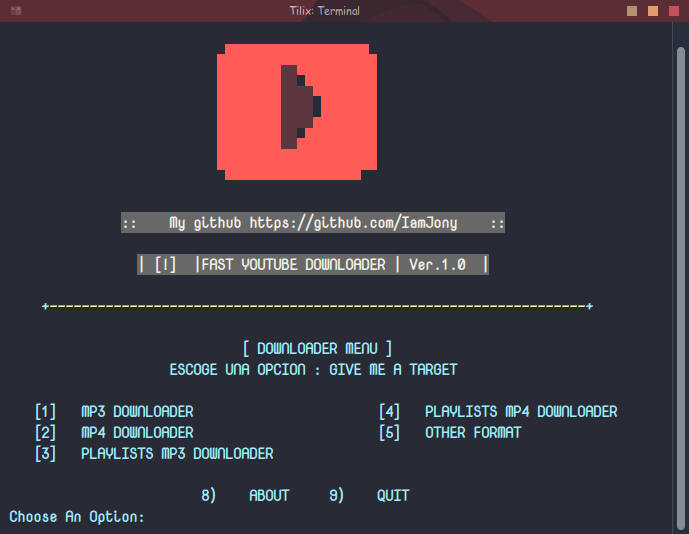 Tilix: Terminal
:: My github https://github.com/IamJony ::
| [!] |FAST YOUTUBE DOWNLOADER | Ver.1.0 |
+-------------------------------------------------------------------+
[ DOWNLOADER MENU ]
ESCOGE UNA OPCION : GIVE ME A TARGET
[1] MP3 DOWNLOADER [4] PLAYLISTS MP4 DOWNLOADER
[2] MP4 DOWNLOADER [5] OTHER FORMAT
[3] PLAYLISTS MP3 DOWNLOADER
8) ABOUT 9) QUIT
Choose An Option: